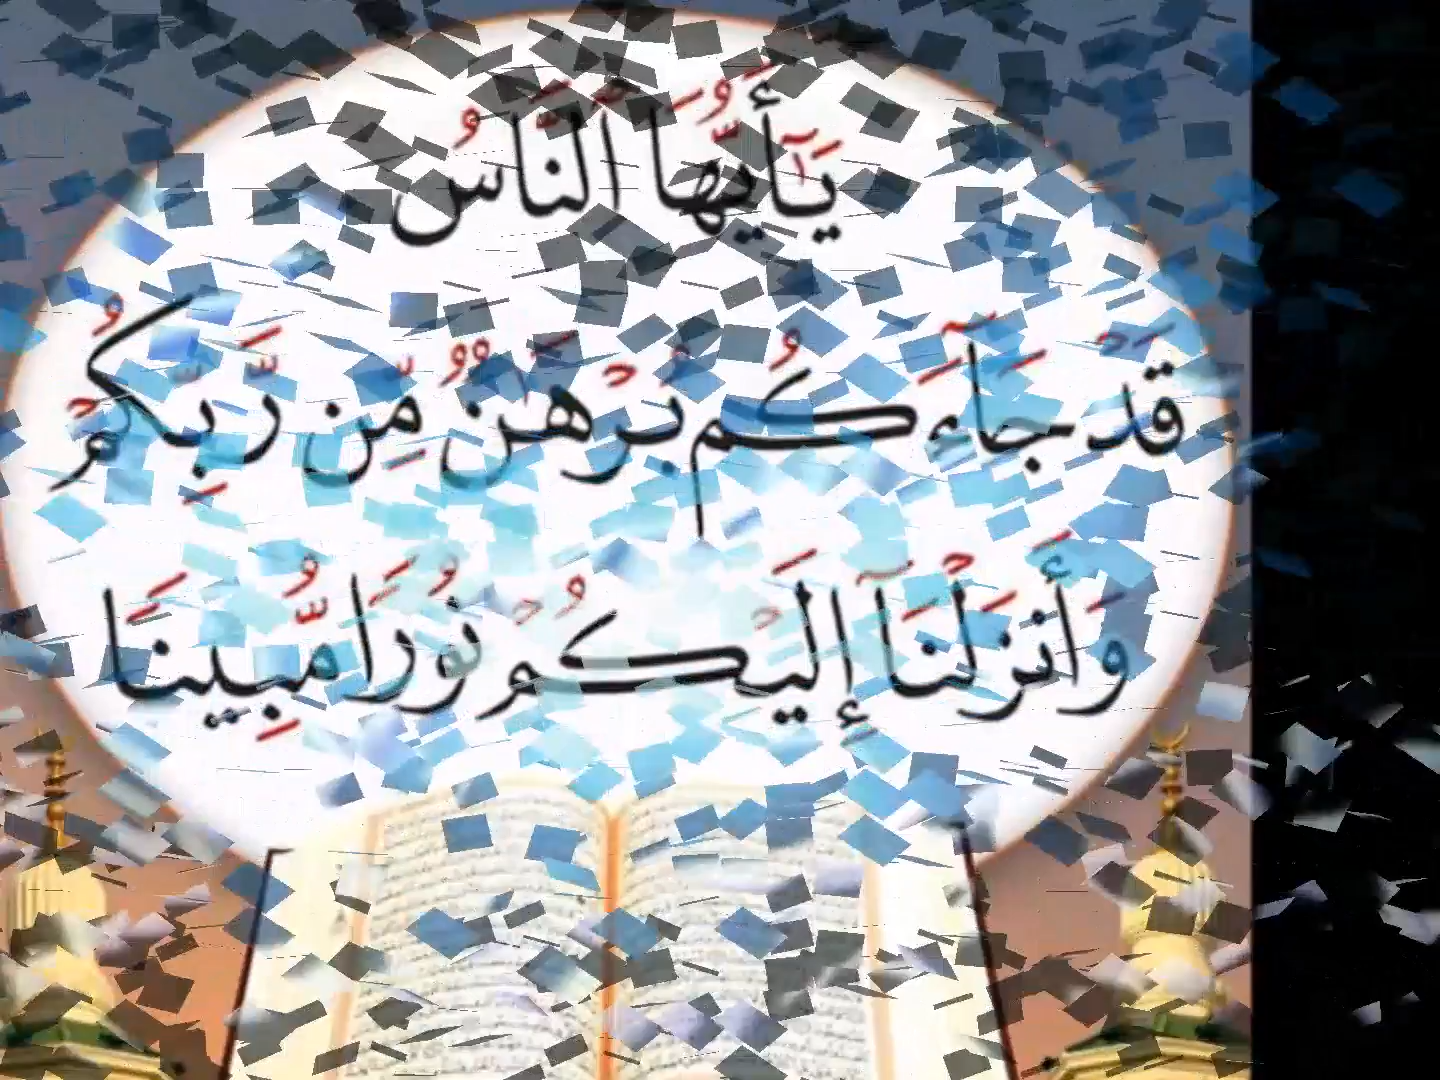 يَٰٓأَيُّهَا ٱلنَّاسُ
قَدْ جَآءَكُم بُرْهَٰنٌ مِّن رَّبِّكُمْ
وَأَنزَلْنَآ إِلَيْكُمْ نُورًا مُّبِينًا